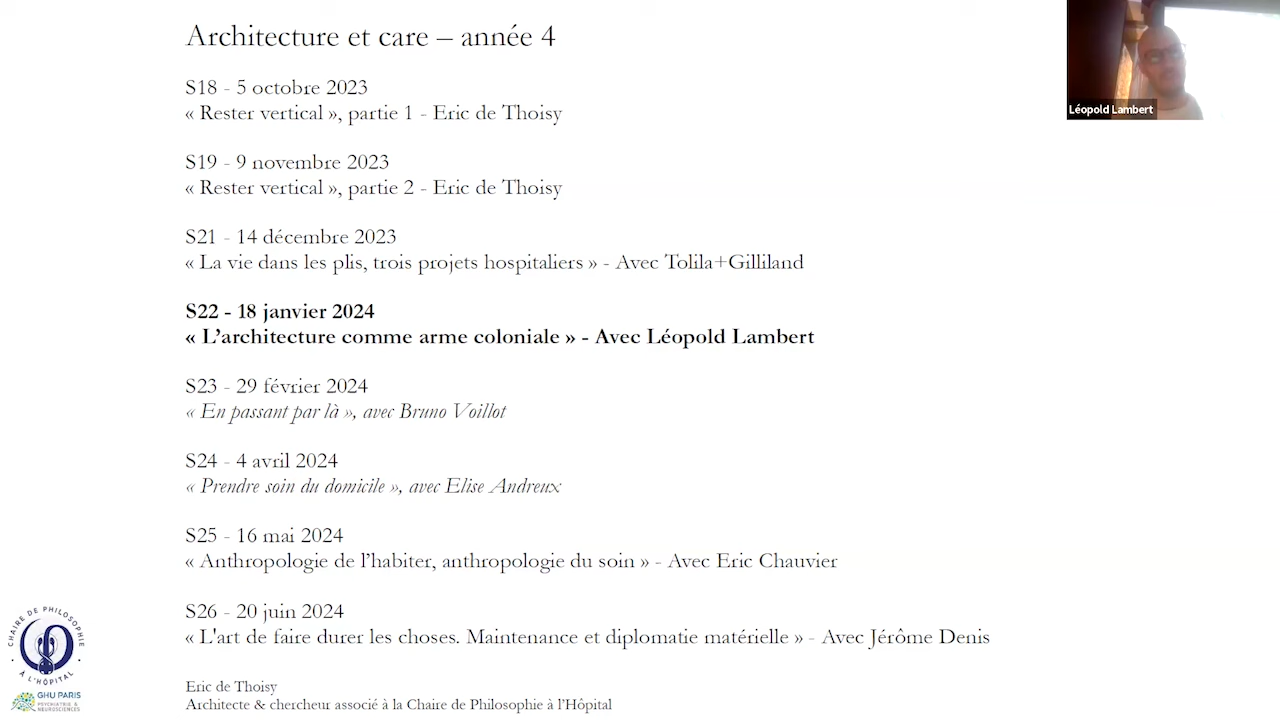 Architecture et care – année 4
Léopold Lambert
S18 - 5 octobre 2023
« Rester vertical », partie 1 - Eric de Thoisy
S19 - 9 novembre 2023
« Rester vertical », partie 2 - Eric de Thoisy
S21 - 14 décembre 2023
« La vie dans les plis, trois projets hospitaliers » - Avec Tolila+Gilliland
S22 - 18 janvier 2024
« L’architecture comme arme coloniale » - Avec Léopold Lambert
S23 - 29 février 2024
« En passant par là », avec Bruno Voillot
S24 - 4 avril 2024
« Prendre soin du domicile », avec Elise Andreux
S25 - 16 mai 2024
« Anthropologie de l’habiter, anthropologie du soin » - Avec Eric Chauvier
S26 - 20 juin 2024
« L'art de faire durer les choses. Maintenance et diplomatie matérielle » - Avec Jérôme Denis
CHAIRE DE PHILOSOPHIE
À L'HÔPITAL
GHU PARIS
PSYCHIATRIE &
NEUROSCIENCES
Eric de Thoisy
Architecte & chercheur associé à la Chaire de Philosophie à l’Hôpital